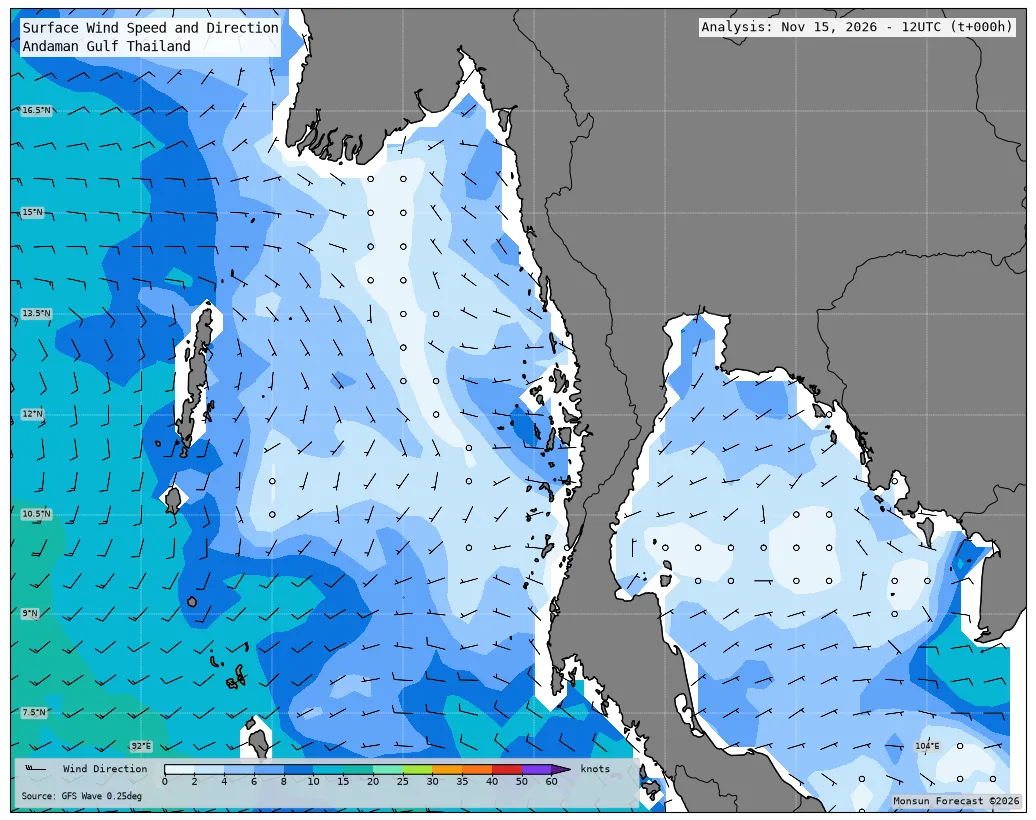 Surface Wind Speed and Direction
Andaman Gulf Thailand
Analysis: Nov 15, 2026 - 12UTC (t+000h)
16.5°N
15°N
13.5°N
12°N
10.5°N
9°N
7.5°N
92°E
104°E
Wind Direction
0 2 4 6 8 10 15 20 25 30 35 40 50 60 knots
Source: GFS Wave 0.25deg
Monsun Forecast ©2026